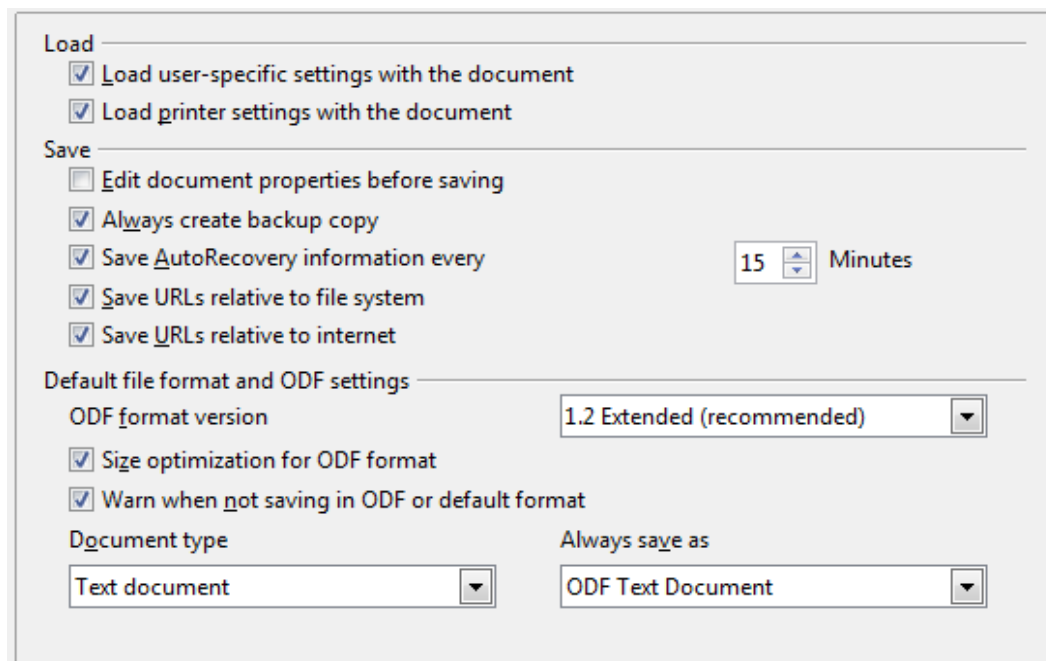 Load
Load user-specific settings with the document
Load printer settings with the document
Save
Edit document properties before saving
Always create backup copy
Save AutoRecovery information every 15 Minutes
Save URLs relative to file system
Save URLs relative to internet
Default file format and ODF settings
ODF format version 1.2 Extended (recommended)
Size optimization for ODF format
Warn when not saving in ODF or default format
Document type Always save as
Text document ODF Text Document